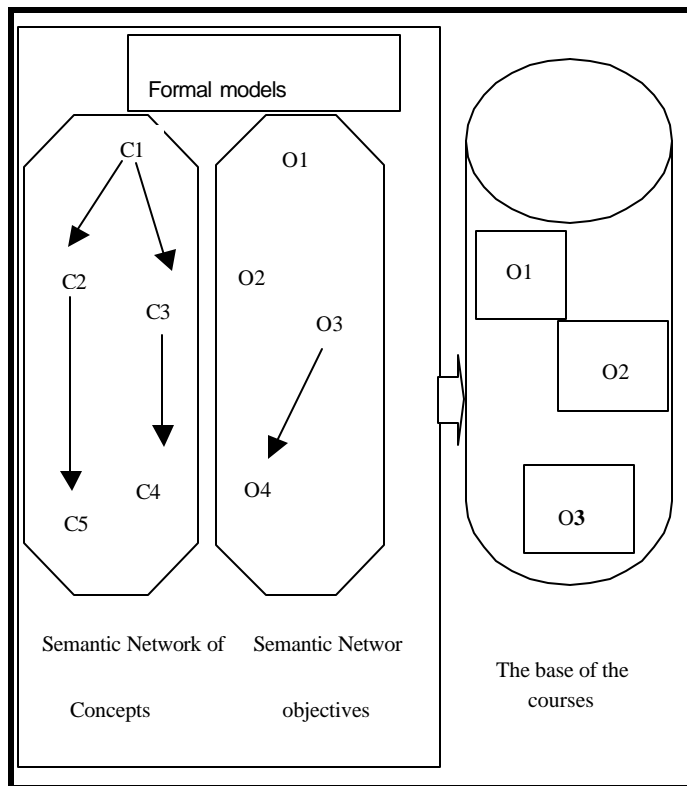 Formal models
C1
C2
C3
C4
C5
O1
O2
O3
O4
Semantic Network of
Concepts
Semantic Networ
objectives
O1
O2
O3
The base of the
courses